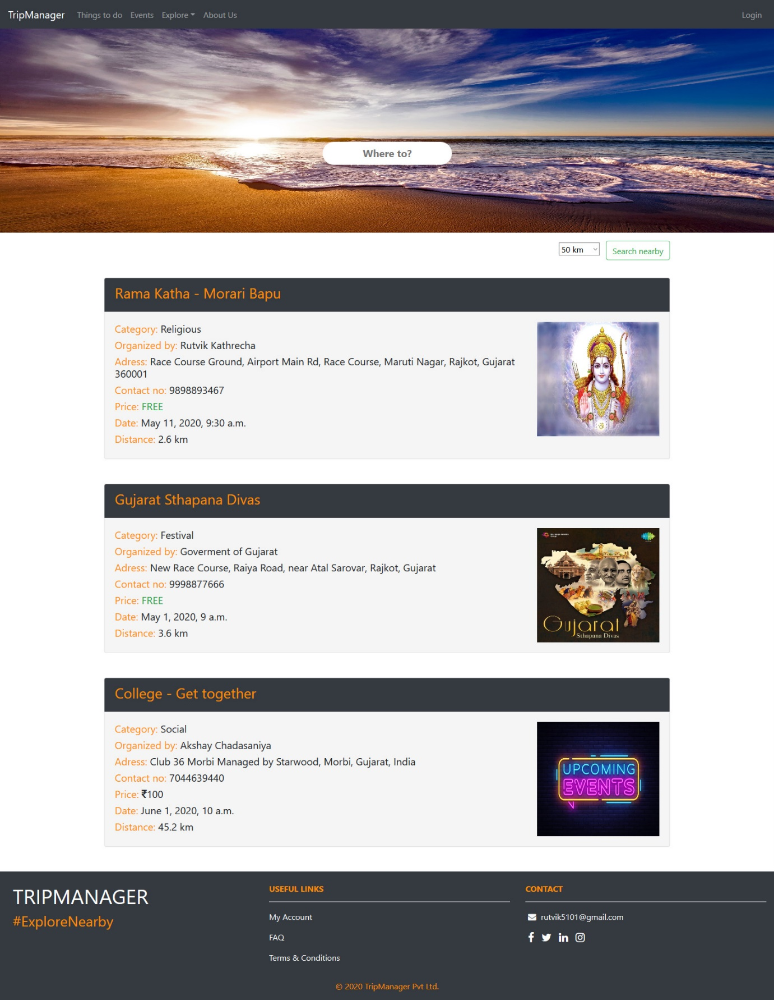 TripManager Things to do Events Explore About Us Login
Where to?
50 km Search nearby
Rama Katha - Morari Bapu
Category: Religious
Organized by: Rutvik Kathrecha
Adress: Race Course Ground, Airport Main Rd, Race Course, Maruti Nagar, Rajkot, Gujarat
360001
Contact no: 9898893467
Price: FREE
Date: May 11, 2020, 9:30 a.m.
Distance: 2.6 km
Gujarat Sthapana Divas
Category: Festival
Organized by: Goverment of Gujarat
Adress: New Race Course, Raiya Road, near Atal Sarovar, Rajkot, Gujarat
Contact no: 9998877666
Price: FREE
Date: May 1, 2020, 9 a.m.
Distance: 3.6 km
Gujarat
Sthapana Divas
College - Get together
Category: Social
Organized by: Akshay Chadasaniya
Adress: Club 36 Morbi Managed by Starwood, Morbi, Gujarat, India
Contact no: 7044639440
Price: ₹100
Date: June 1, 2020, 10 a.m.
Distance: 45.2 km
UPCOMING
EVENTS
TRIPMANAGER
#ExploreNearby
USEFUL LINKS
My Account
FAQ
Terms & Conditions
CONTACT
rutvik5101@gmail.com
© 2020 TripManager Pvt Ltd.